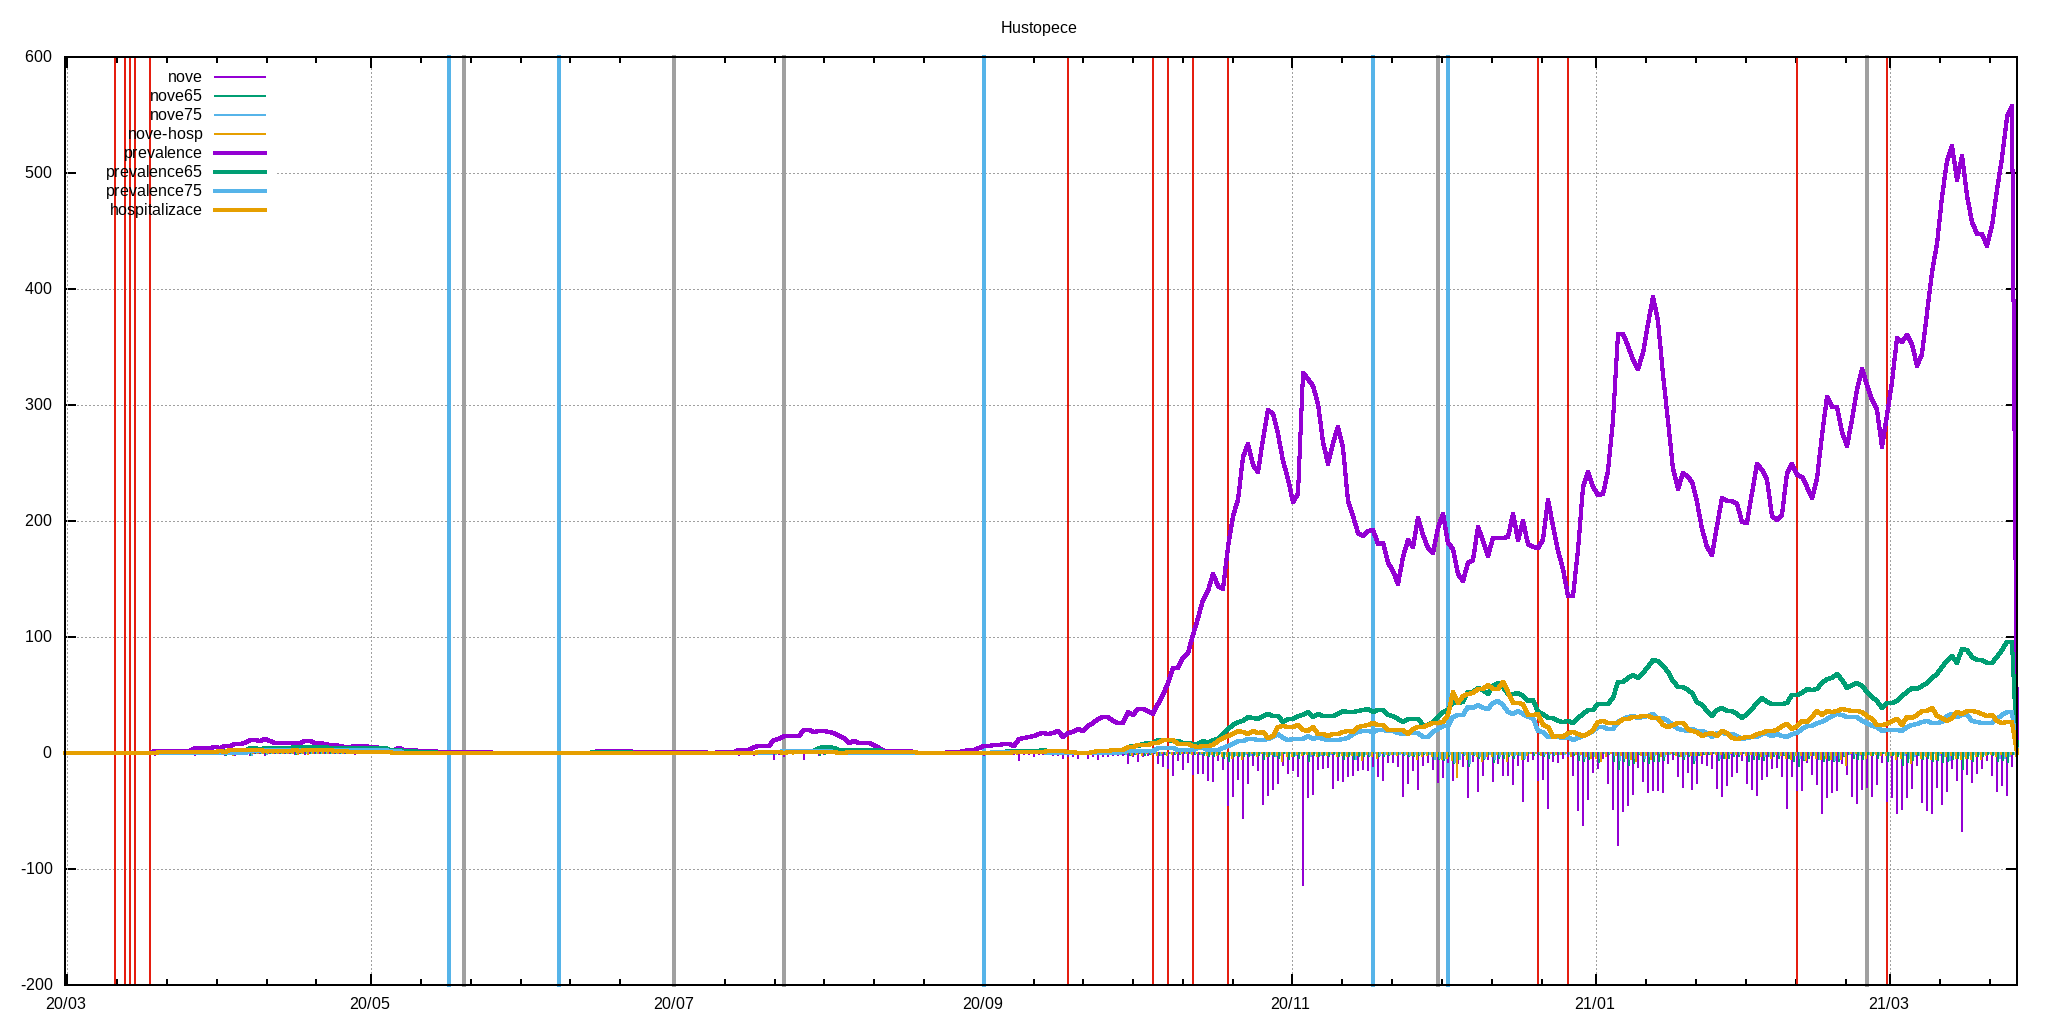 Hustopece
600
500
400
300
200
100
0
-100
-200
nove
nove65
nove75
nove-hosp
prevalence
prevalence65
prevalence75
hospitalizace
20/03 20/05 20/07 20/09 20/11 21/01 21/03